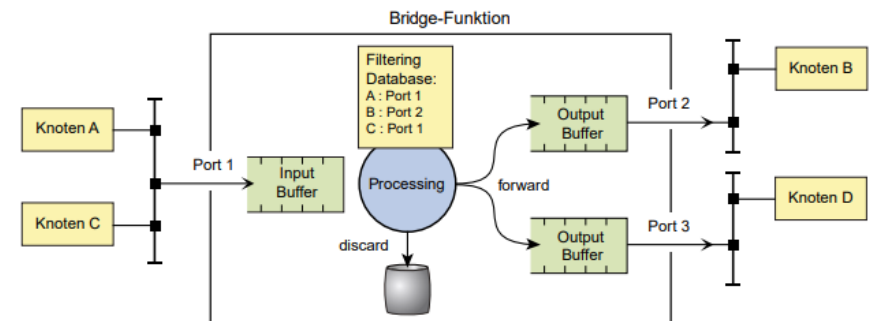 Bridge-Funktion
Filtering
Database:
A : Port 1
B : Port 2
C : Port 1
Knoten A
Knoten C
Port 1
Input
Buffer
Processing
discard
forward
Output
Buffer
Port 2
Knoten B
Output
Buffer
Port 3
Knoten D